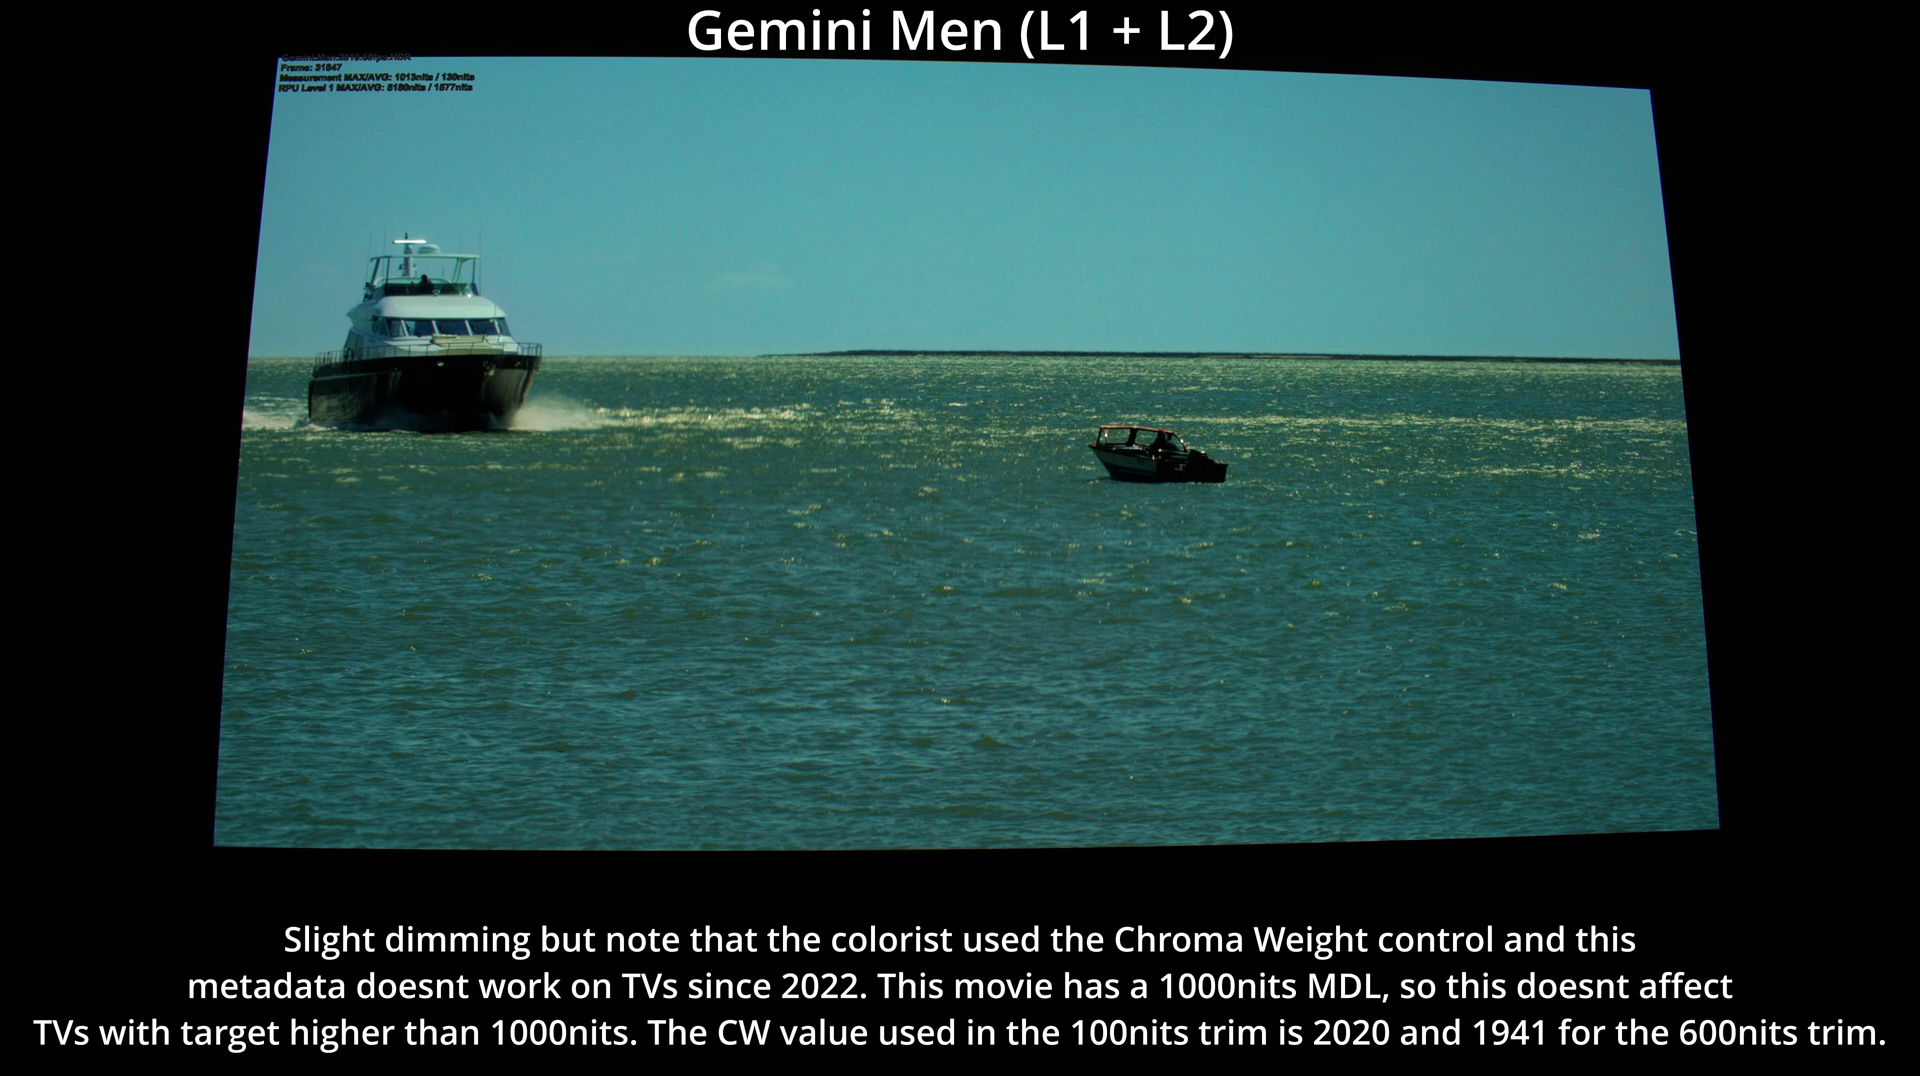 Gemini Men (L1 + L2)
Frame: 31847
Measurement MAX/AVG: 1013nits / 130nits
RPU Level 1 MAX/AVG: 8180nits / 1877nits
Slight dimming but note that the colorist used the Chroma Weight control and this
metadata doesnt work on TVs since 2022. This movie has a 1000nits MDL, so this doesnt affect
TVs with target higher than 1000nits. The CW value used in the 100nits trim is 2020 and 1941 for the 600nits trim.